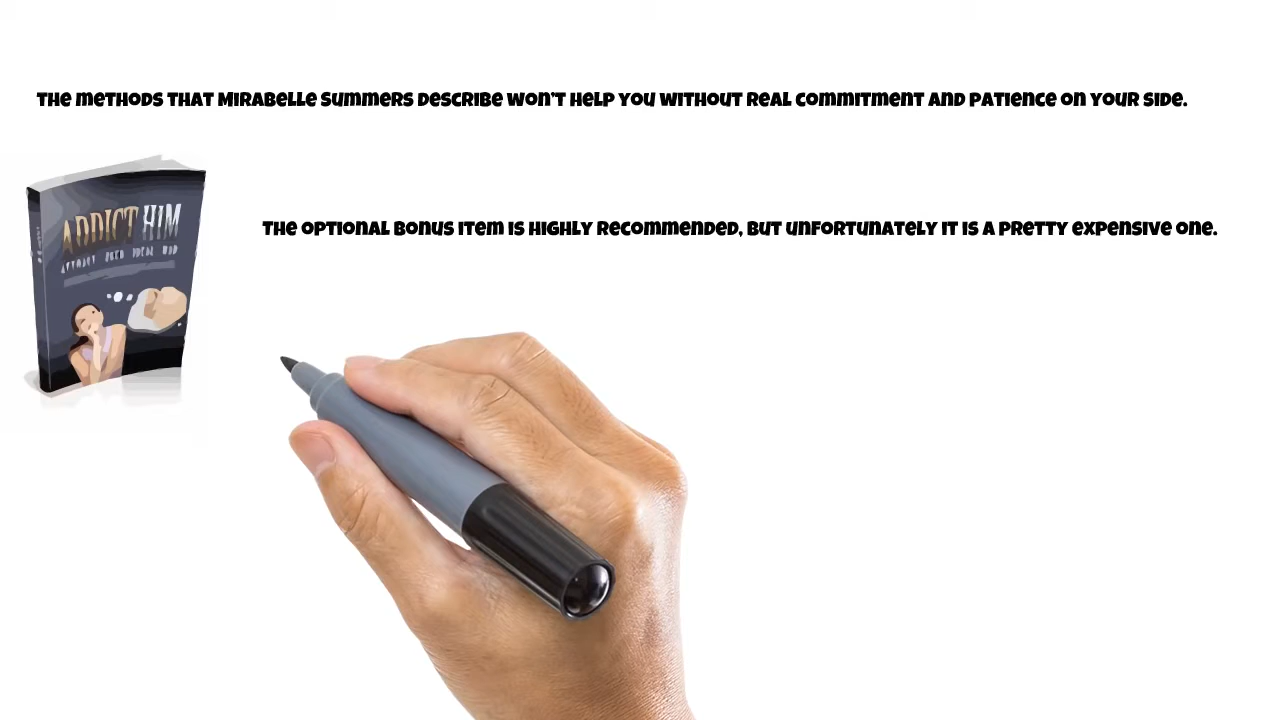 The methods that Mirabelle Summers describe won't help you without real commitment and patience on your side.
The optional bonus item is highly recommended, but unfortunately it is a pretty expensive one.
ADDICT HIM